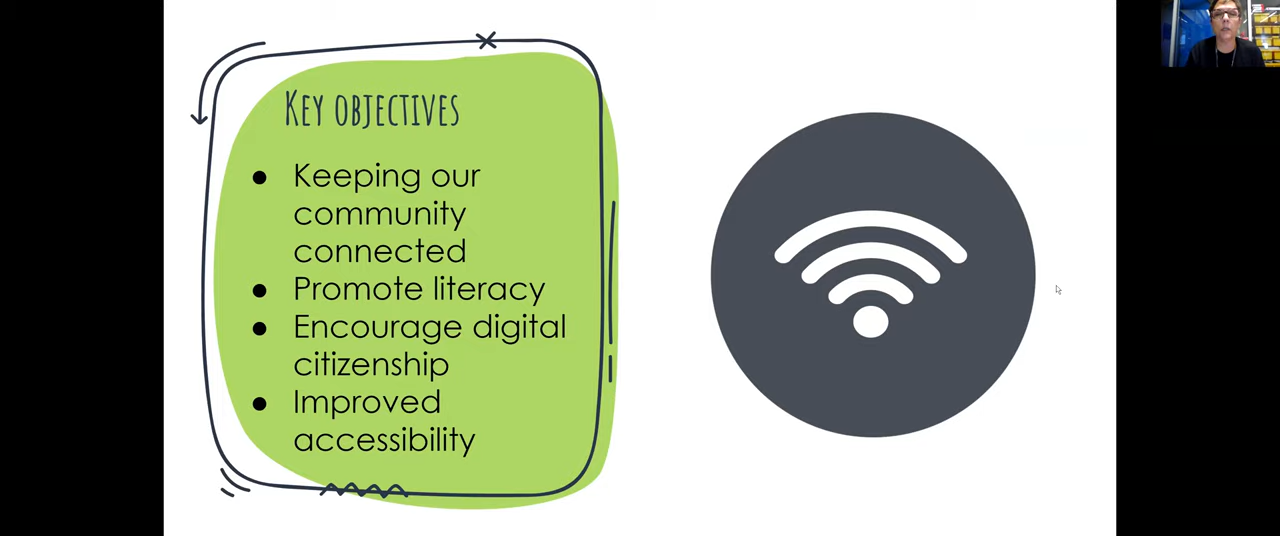 Key objectives
● Keeping our
community
connected
● Promote literacy
● Encourage digital
citizenship
● Improved
accessibility